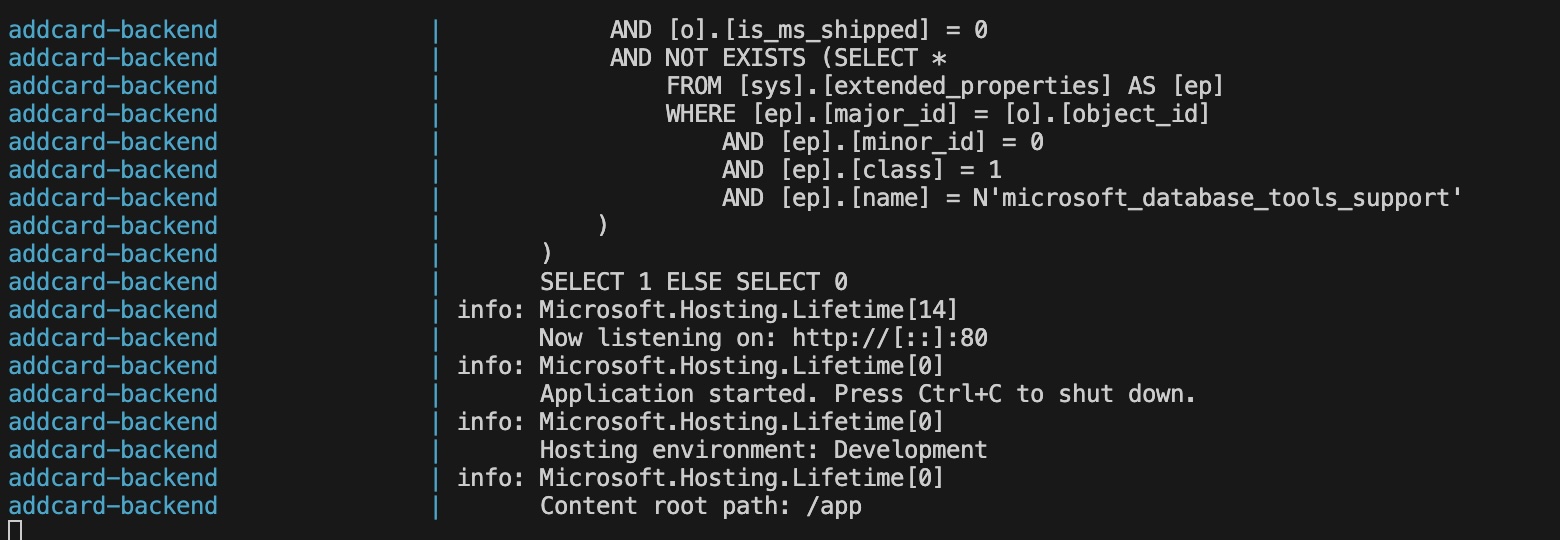 addcard-backend | AND [o].[is_ms_shipped] = 0
addcard-backend | AND NOT EXISTS (SELECT *
addcard-backend | FROM [sys].[extended_properties] AS [ep]
addcard-backend | WHERE [ep].[major_id] = [o].[object_id]
addcard-backend | AND [ep].[minor_id] = 0
addcard-backend | AND [ep].[class] = 1
addcard-backend | AND [ep].[name] = N'microsoft_database_tools_support'
addcard-backend | )
addcard-backend | )
addcard-backend | SELECT 1 ELSE SELECT 0
addcard-backend | info: Microsoft.Hosting.Lifetime[14]
addcard-backend | Now listening on: http://[::]:80
addcard-backend | info: Microsoft.Hosting.Lifetime[0]
addcard-backend | Application started. Press Ctrl+C to shut down.
addcard-backend | info: Microsoft.Hosting.Lifetime[0]
addcard-backend | Hosting environment: Development
addcard-backend | info: Microsoft.Hosting.Lifetime[0]
addcard-backend | Content root path: /app